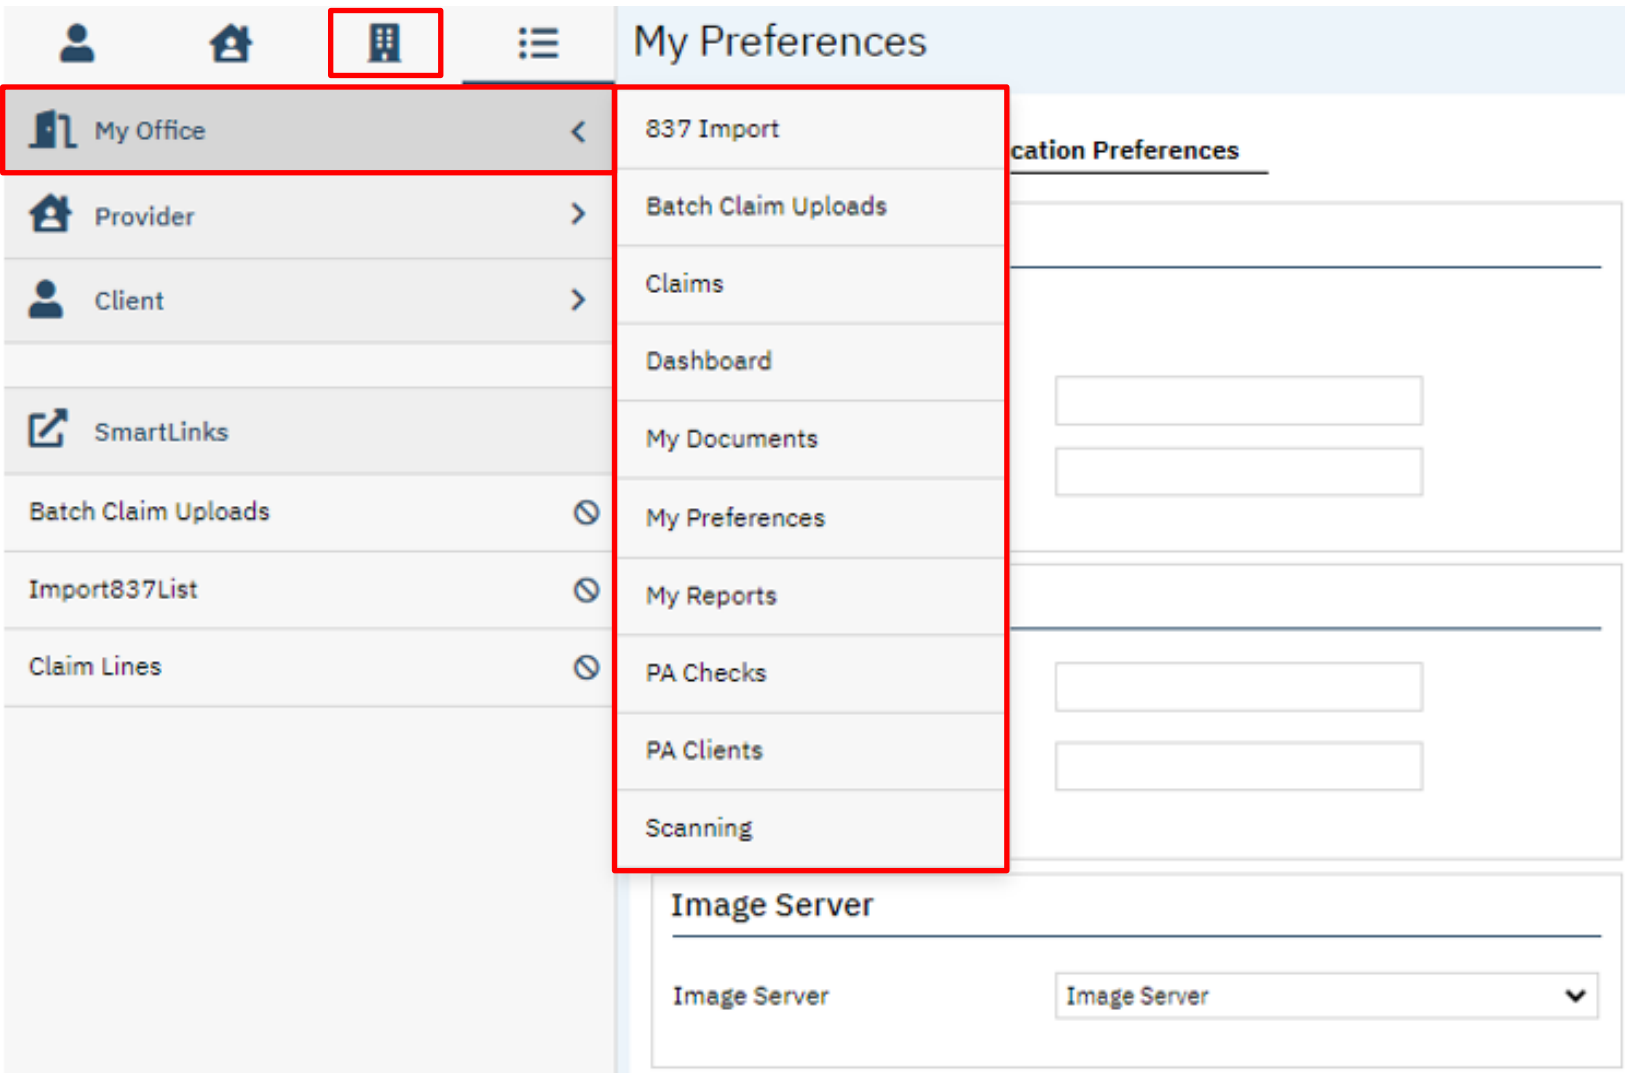 My Preferences
My Office
Provider
Client
SmartLinks
Batch Claim Uploads
Import837List
Claim Lines
837 Import
Batch Claim Uploads
Claims
Dashboard
My Documents
My Preferences
My Reports
PA Checks
PA Clients
Scanning
cation Preferences
Image Server
Image Server
Image Server